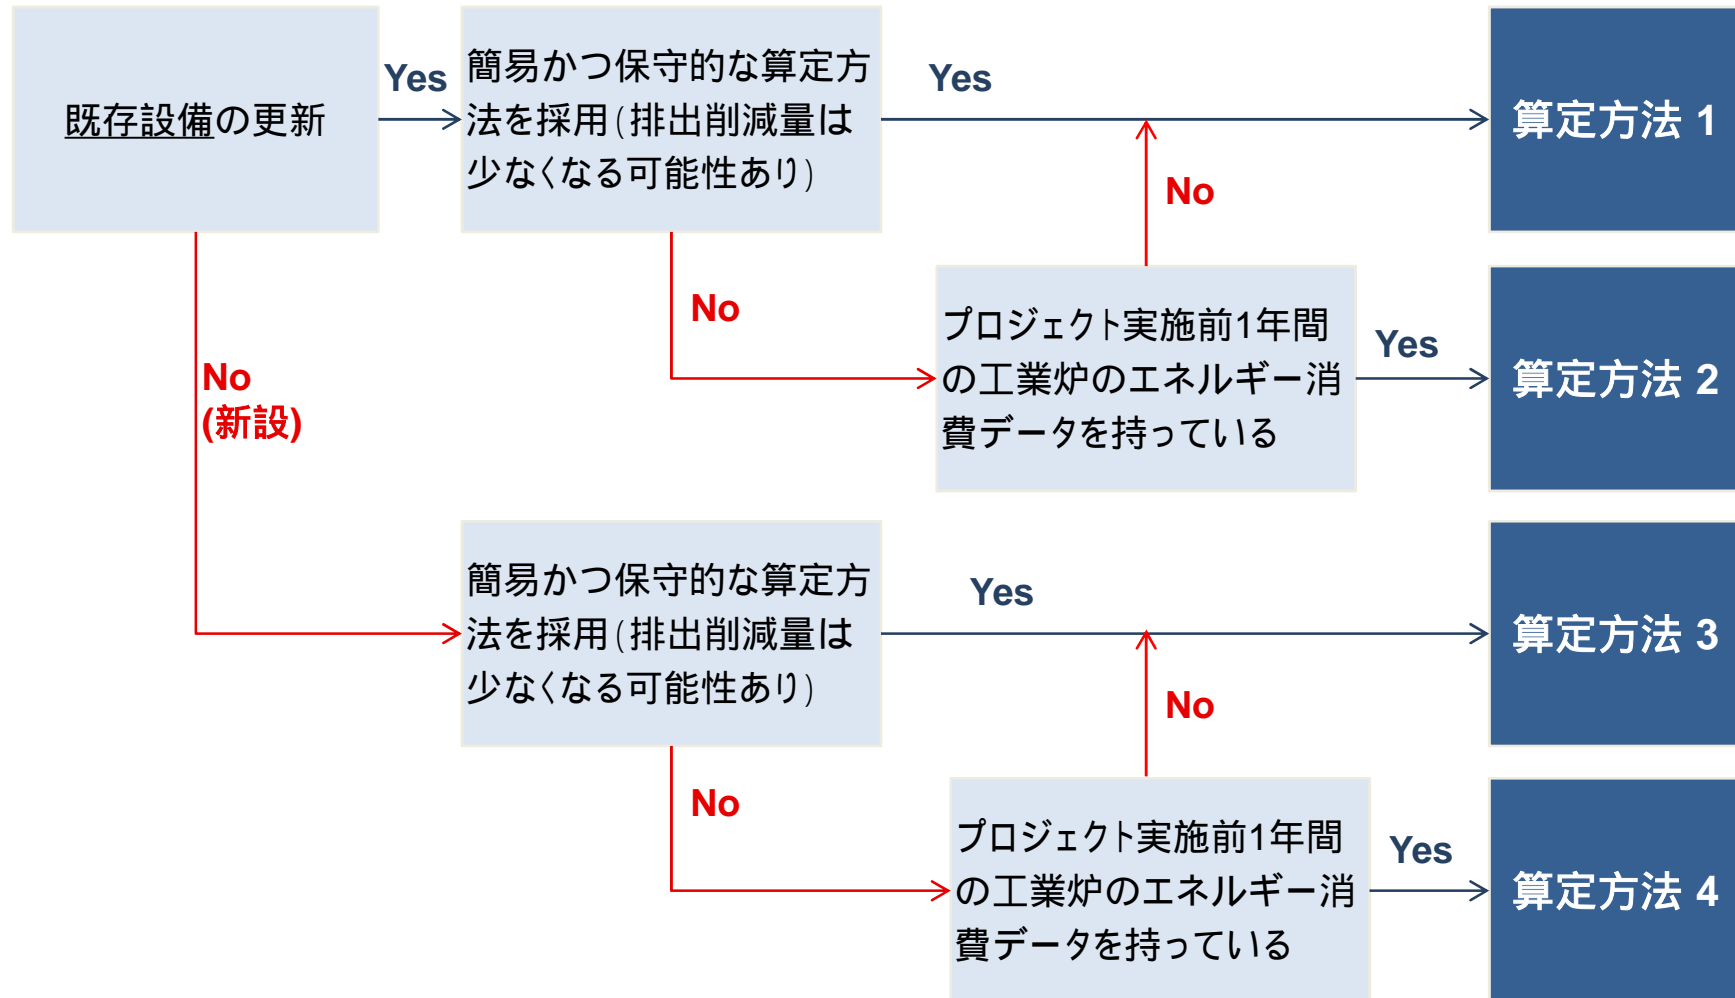 既存設備の更新
Yes
簡易かつ保守的な算定方
法を採用(排出削減量は
少なくなる可能性あり)
Yes
算定方法 1
No
No
プロジェクト実施前1年間
の工業炉のエネルギー消
費データを持っている
Yes
算定方法 2
No
(新設)
簡易かつ保守的な算定方
法を採用(排出削減量は
少なくなる可能性あり)
Yes
算定方法 3
No
No
プロジェクト実施前1年間
の工業炉のエネルギー消
費データを持っている
Yes
算定方法 4